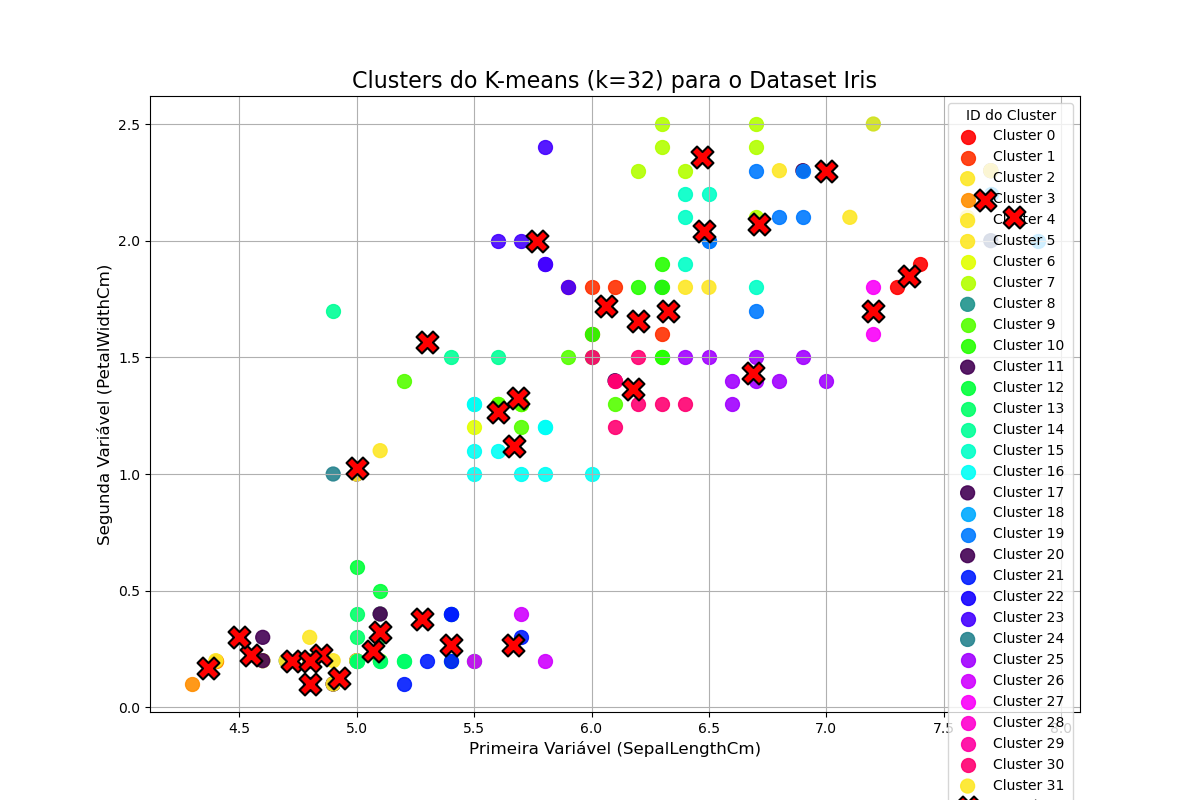 Clusters do K-means (k=32) para o Dataset Iris
Segunda Variável (PetalWidthCm)
2.5
2.0
1.5
1.0
0.5
0.0
4.5
5.0
5.5
6.0
6.5
7.0
7.5
8.0
Primeira Variável (SepalLengthCm)
ID do Cluster
Cluster 0
Cluster 1
Cluster 2
Cluster 3
Cluster 4
Cluster 5
Cluster 6
Cluster 7
Cluster 8
Cluster 9
Cluster 10
Cluster 11
Cluster 12
Cluster 13
Cluster 14
Cluster 15
Cluster 16
Cluster 17
Cluster 18
Cluster 19
Cluster 20
Cluster 21
Cluster 22
Cluster 23
Cluster 24
Cluster 25
Cluster 26
Cluster 27
Cluster 28
Cluster 29
Cluster 30
Cluster 31